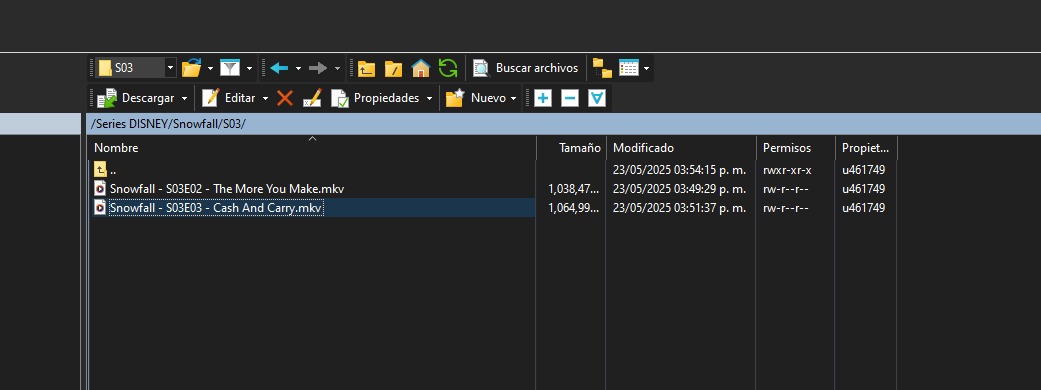 S03 Buscar archivos
Descargar Editar Propiedades Nuevo
/Series DISNEY/Snowfall/S03/
Nombre Tamaño Modificado Permisos Propiet...
.. 23/05/2025 03:54:15 p. m. rwxr-xr-x u461749
Snowfall - S03E02 - The More You Make.mkv 1,038,47... 23/05/2025 03:49:29 p. m. rw-r--r-- u461749
Snowfall - S03E03 - Cash And Carry.mkv 1,064,99... 23/05/2025 03:51:37 p. m. rw-r--r-- u461749